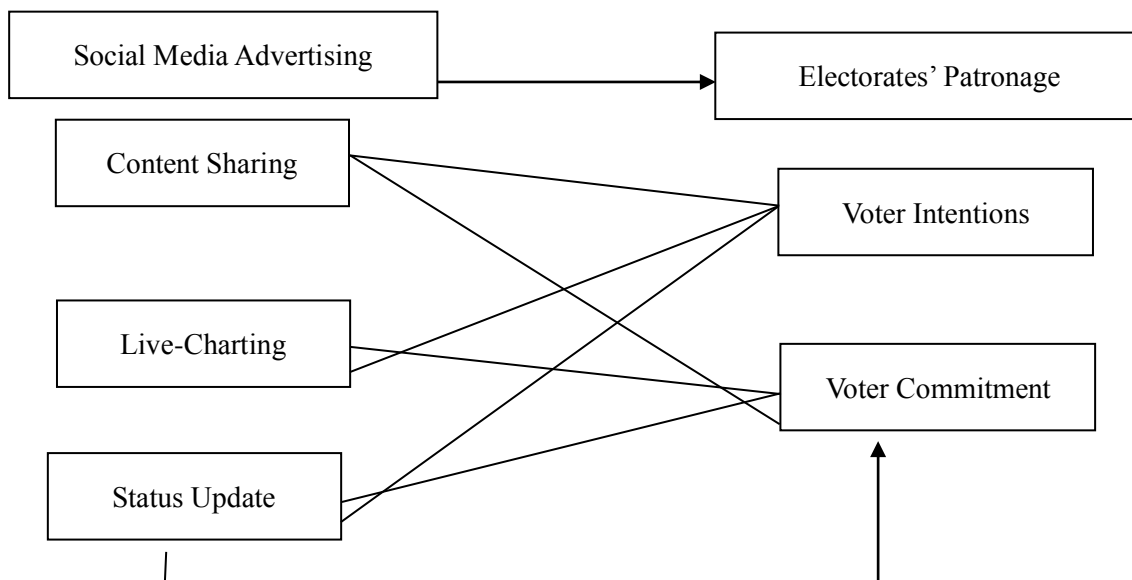 Social Media Advertising
Electorates’ Patronage
Content Sharing
Voter Intentions
Live-Charting
Voter Commitment
Status Update